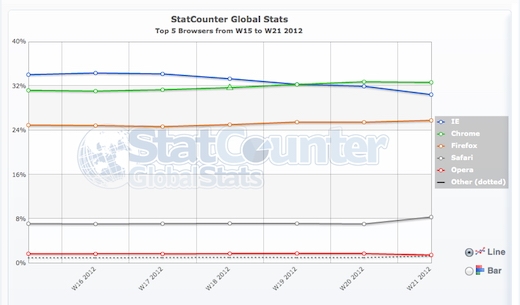 StatCounter Global Stats
Top 5 Browsers from W15 to W21 2012
40%
32%
24%
16%
8%
0%
StatCounter
GlobalStats
W16 2012
W17 2012
W18 2012
W19 2012
W20 2012
W21 2012
IE
Chrome
Firefox
Safari
Opera
Other (dotted)
Line
Bar